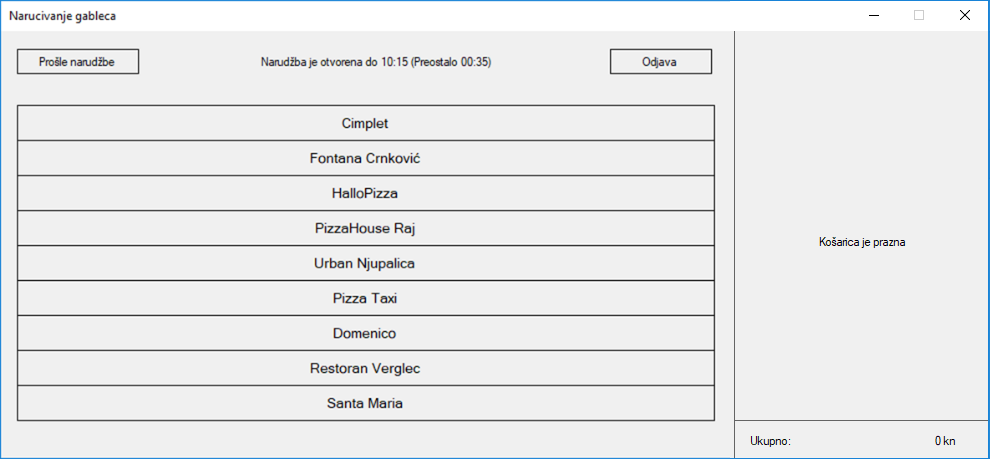 Narucivanje gableca
Prošle narudžbe
Narudžba je otvorena do 10:15 (Preostalo 00:35)
Odjava
Cimplet
Fontana Crnković
HalloPizza
PizzaHouse Raj
Urban Njupalica
Pizza Taxi
Domenico
Restoran Verglec
Santa Maria
Košarica je prazna
Ukupno: 0 kn